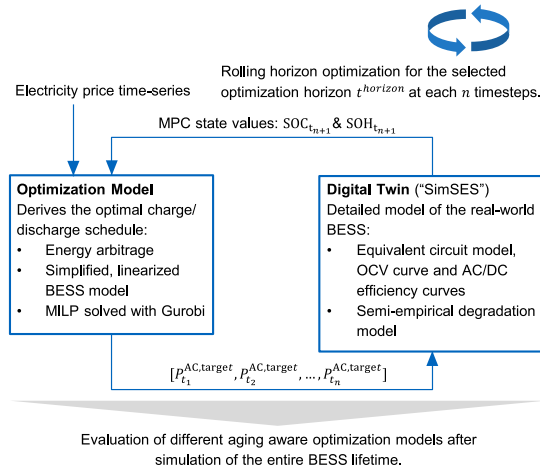 Rolling horizon optimization for the selected
optimization horizon t^horizon at each n timesteps.
Electricity price time-series
MPC state values: SOC_{t_{n+1}} & SOH_{t_{n+1}}
Optimization Model
Derives the optimal charge/
discharge schedule:
• Energy arbitrage
• Simplified, linearized
BESS model
• MILP solved with Gurobi
Digital Twin ("SimSES")
Detailed model of the real-world
BESS:
• Equivalent circuit model,
OCV curve and AC/DC
efficiency curves
• Semi-empirical degradation
model
[P_{t_1}^{AC,target}, P_{t_2}^{AC,target}, ..., P_{t_n}^{AC,target}]
Evaluation of different aging aware optimization models after
simulation of the entire BESS lifetime.